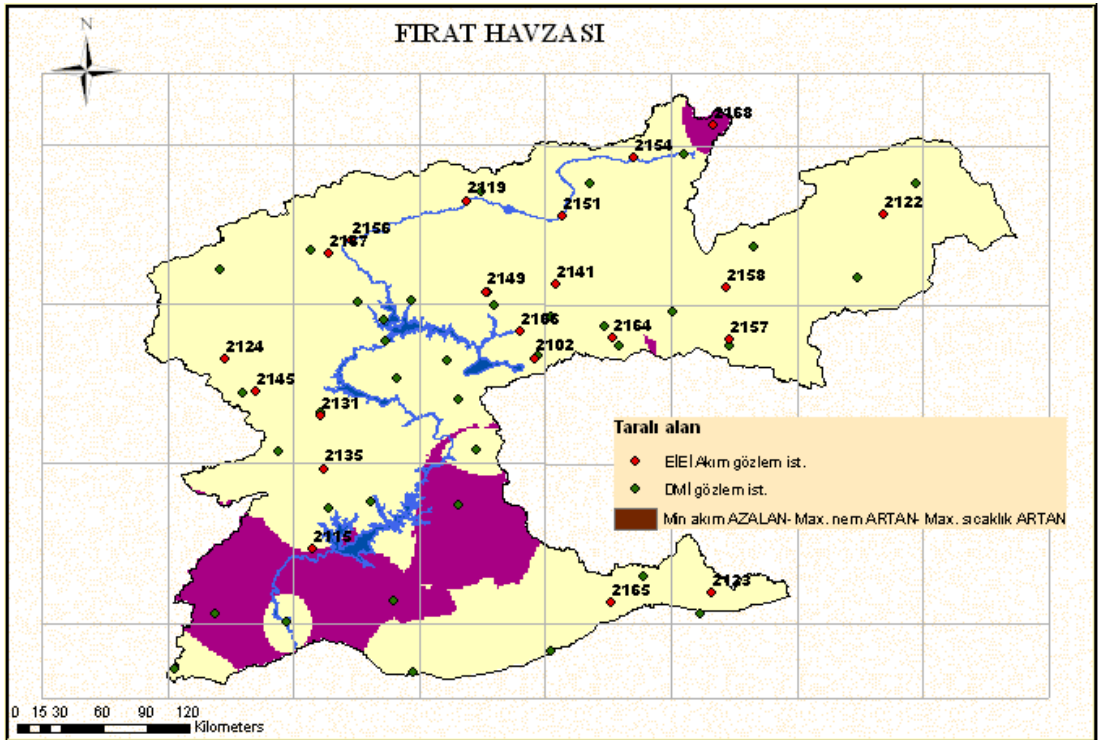 FIRAT HAVZASI
N
2168
2154
2119
2151
2122
2156
2167
2141
2149
2158
2166
2164
2157
2124
2102
2145
2131
Taralı alan
EİEİ Akım gözlem ist.
2135
DMİ gözlem ist.
Min akım AZALAN- Max. nem ARTAN- Max. sıcaklık ARTAN
2115
2123
2165
0 15 30 60 90 120
Kilometers